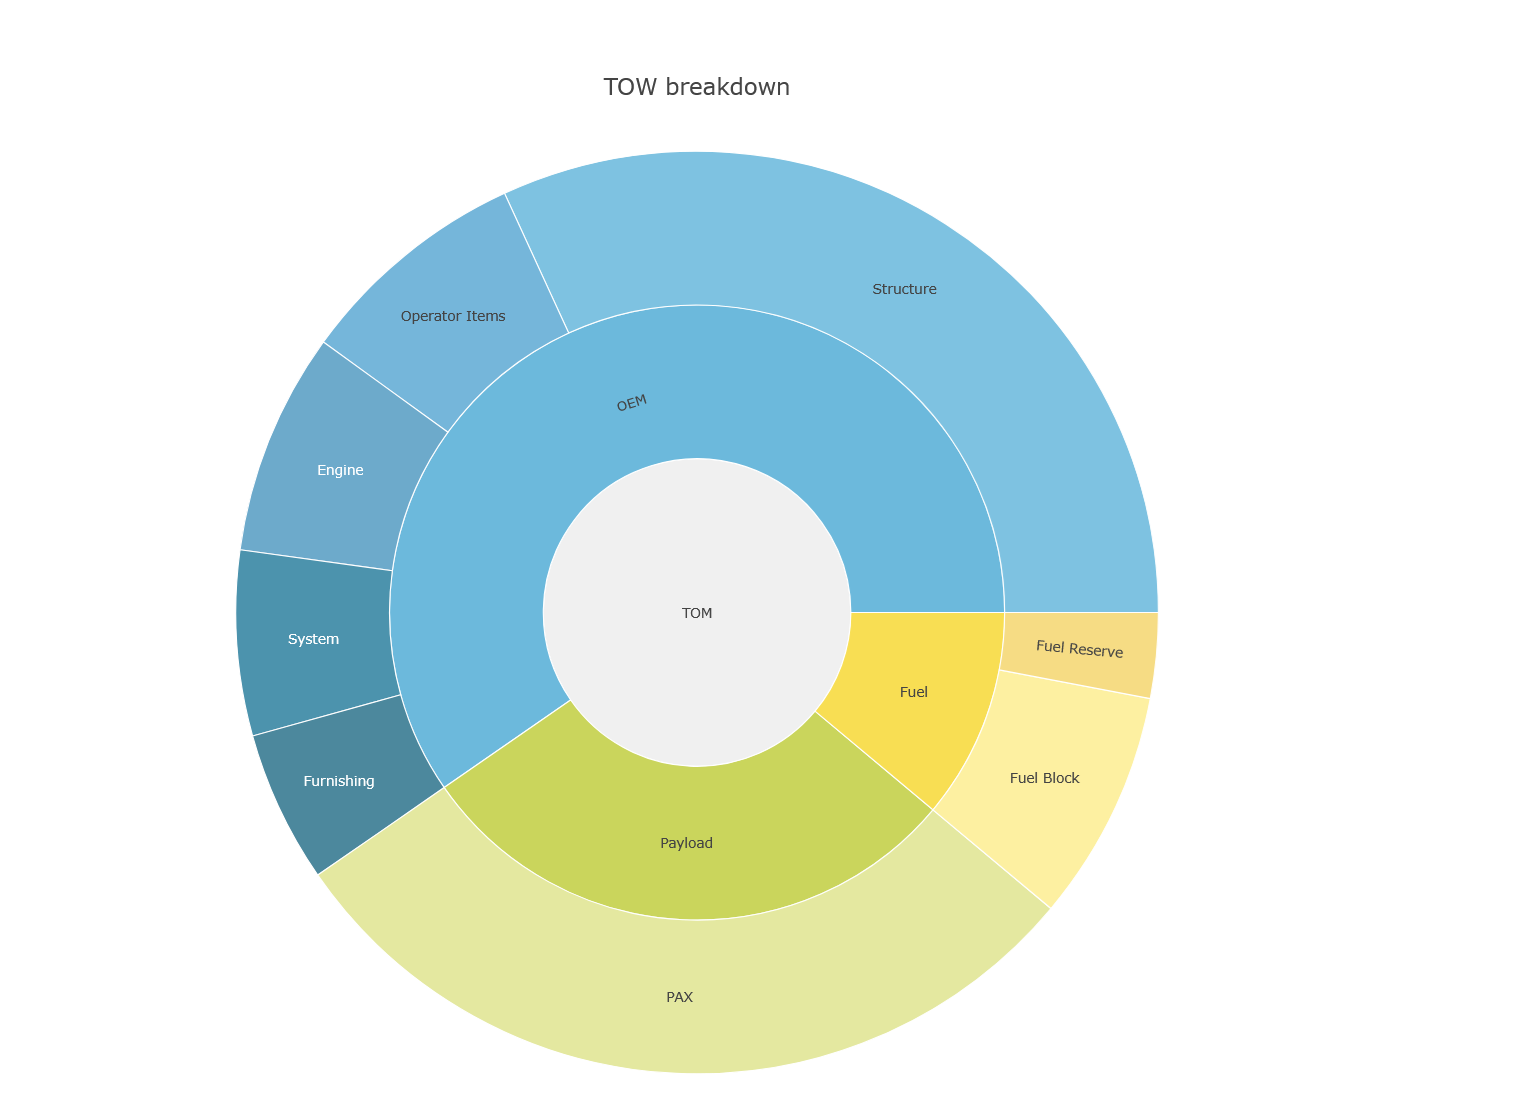 TOW breakdown
Structure
Operator Items
OEM
Engine
TOM
System
Fuel Reserve
Fuel
Fuel Block
Furnishing
Payload
PAX